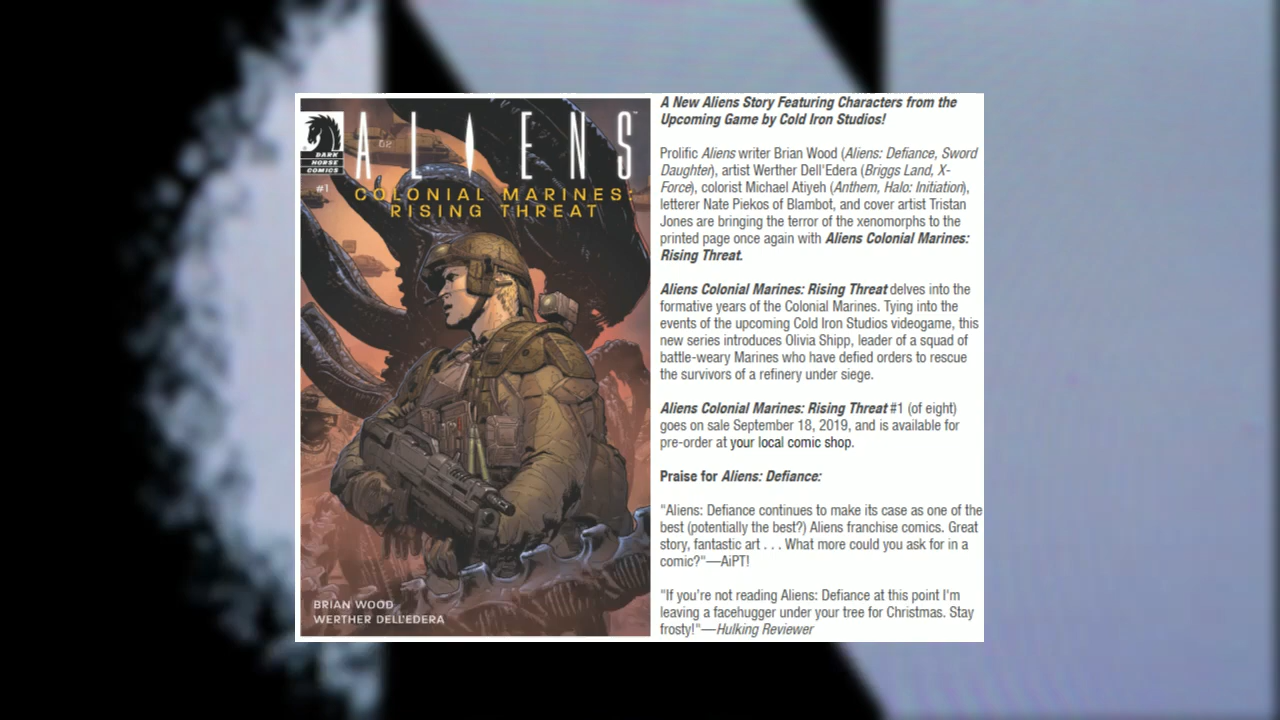 DARK
HORSE
COMICS
#1
ALIENS
COLONIAL MARINES:
RISING THREAT
BRIAN WOOD
WERTHER DELL'EDERA
A New Aliens Story Featuring Characters from the
Upcoming Game by Cold Iron Studios!
Prolific Aliens writer Brian Wood (Aliens: Defiance, Sword
Daughter), artist Werther Dell'Edera (Briggs Land, X-
Force), colorist Michael Atiyeh (Anthem, Halo: Initiation),
letterer Nate Piekos of Blambot, and cover artist Tristan
Jones are bringing the terror of the xenomorphs to the
printed page once again with Aliens Colonial Marines:
Rising Threat.
Aliens Colonial Marines: Rising Threat delves into the
formative years of the Colonial Marines. Tying into the
events of the upcoming Cold Iron Studios videogame, this
new series introduces Olivia Shipp, leader of a squad of
battle-weary Marines who have defied orders to rescue
the survivors of a refinery under siege.
Aliens Colonial Marines: Rising Threat #1 (of eight)
goes on sale September 18, 2019, and is available for
pre-order at your local comic shop.
Praise for Aliens: Defiance:
"Aliens: Defiance continues to make its case as one of the
best (potentially the best?) Aliens franchise comics. Great
story, fantastic art . . . What more could you ask for in a
comic?"—AiPT!
"If you're not reading Aliens: Defiance at this point I'm
leaving a facehugger under your tree for Christmas. Stay
frosty!"—Hulking Reviewer